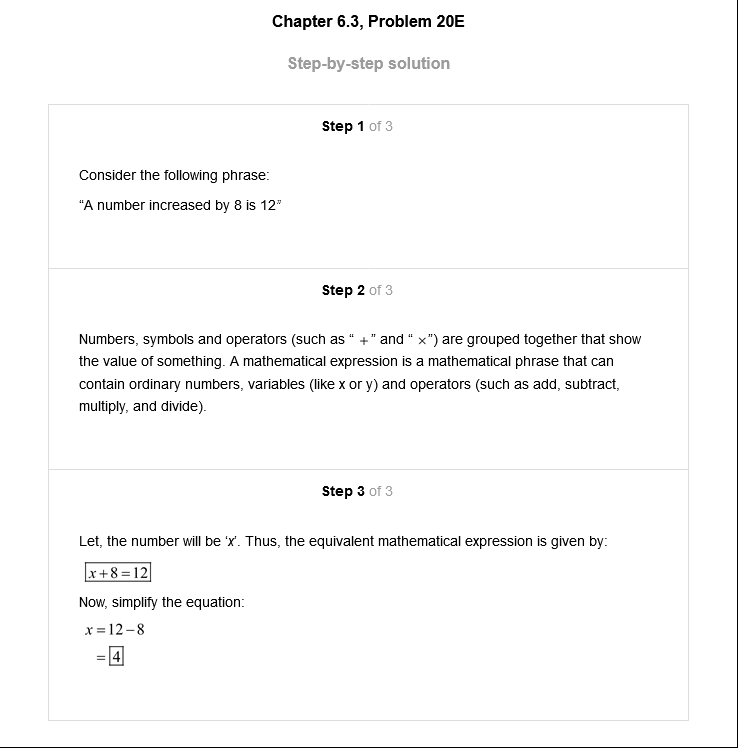 Chapter 6.3, Problem 20E
Step-by-step solution
Step 1 of 3
Consider the following phrase:
“A number increased by 8 is 12”
Step 2 of 3
Numbers, symbols and operators (such as “ +” and “ ×”) are grouped together that show
the value of something. A mathematical expression is a mathematical phrase that can
contain ordinary numbers, variables (like x or y) and operators (such as add, subtract,
multiply, and divide).
Step 3 of 3
Let, the number will be ‘x’. Thus, the equivalent mathematical expression is given by:
x+8=12
Now, simplify the equation:
x=12−8
=4